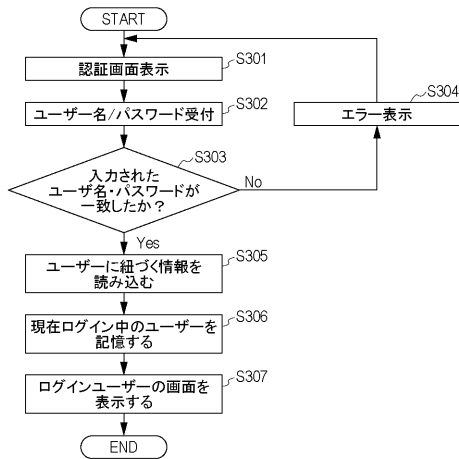 START
認証画面表示
S301
ユーザー名/パスワード受付
S302
S304
エラー表示
S303
入力された
ユーザ名・パスワードが
一致したか？
No
Yes
ユーザーに紐づく情報を
読み込む
S305
現在ログイン中のユーザーを
記憶する
S306
ログインユーザーの画面を
表示する
S307
END